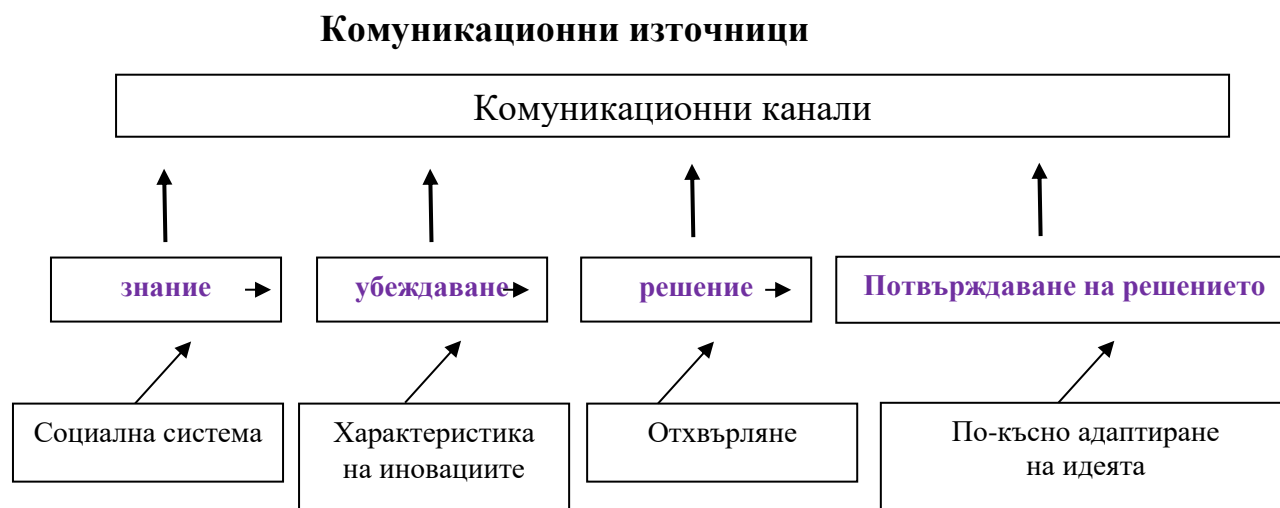 Комуникационни източници
Комуникационни канали
знание
убеждаване
решение
Потвърждаване на решението
Социална система
Характеристика
на иновациите
Отхвърляне
По-късно адаптиране
на идеята